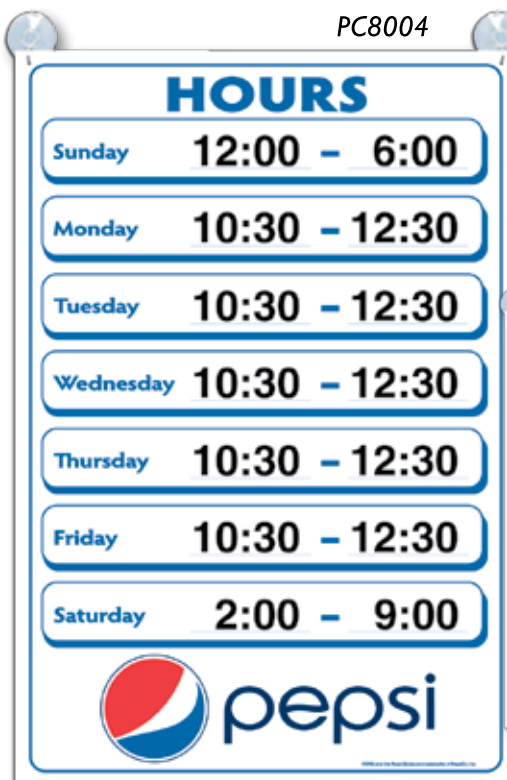 PC8004
HOURS
Sunday 12:00 – 6:00
Monday 10:30 – 12:30
Tuesday 10:30 – 12:30
Wednesday 10:30 – 12:30
Thursday 10:30 – 12:30
Friday 10:30 – 12:30
Saturday 2:00 – 9:00
pepsi